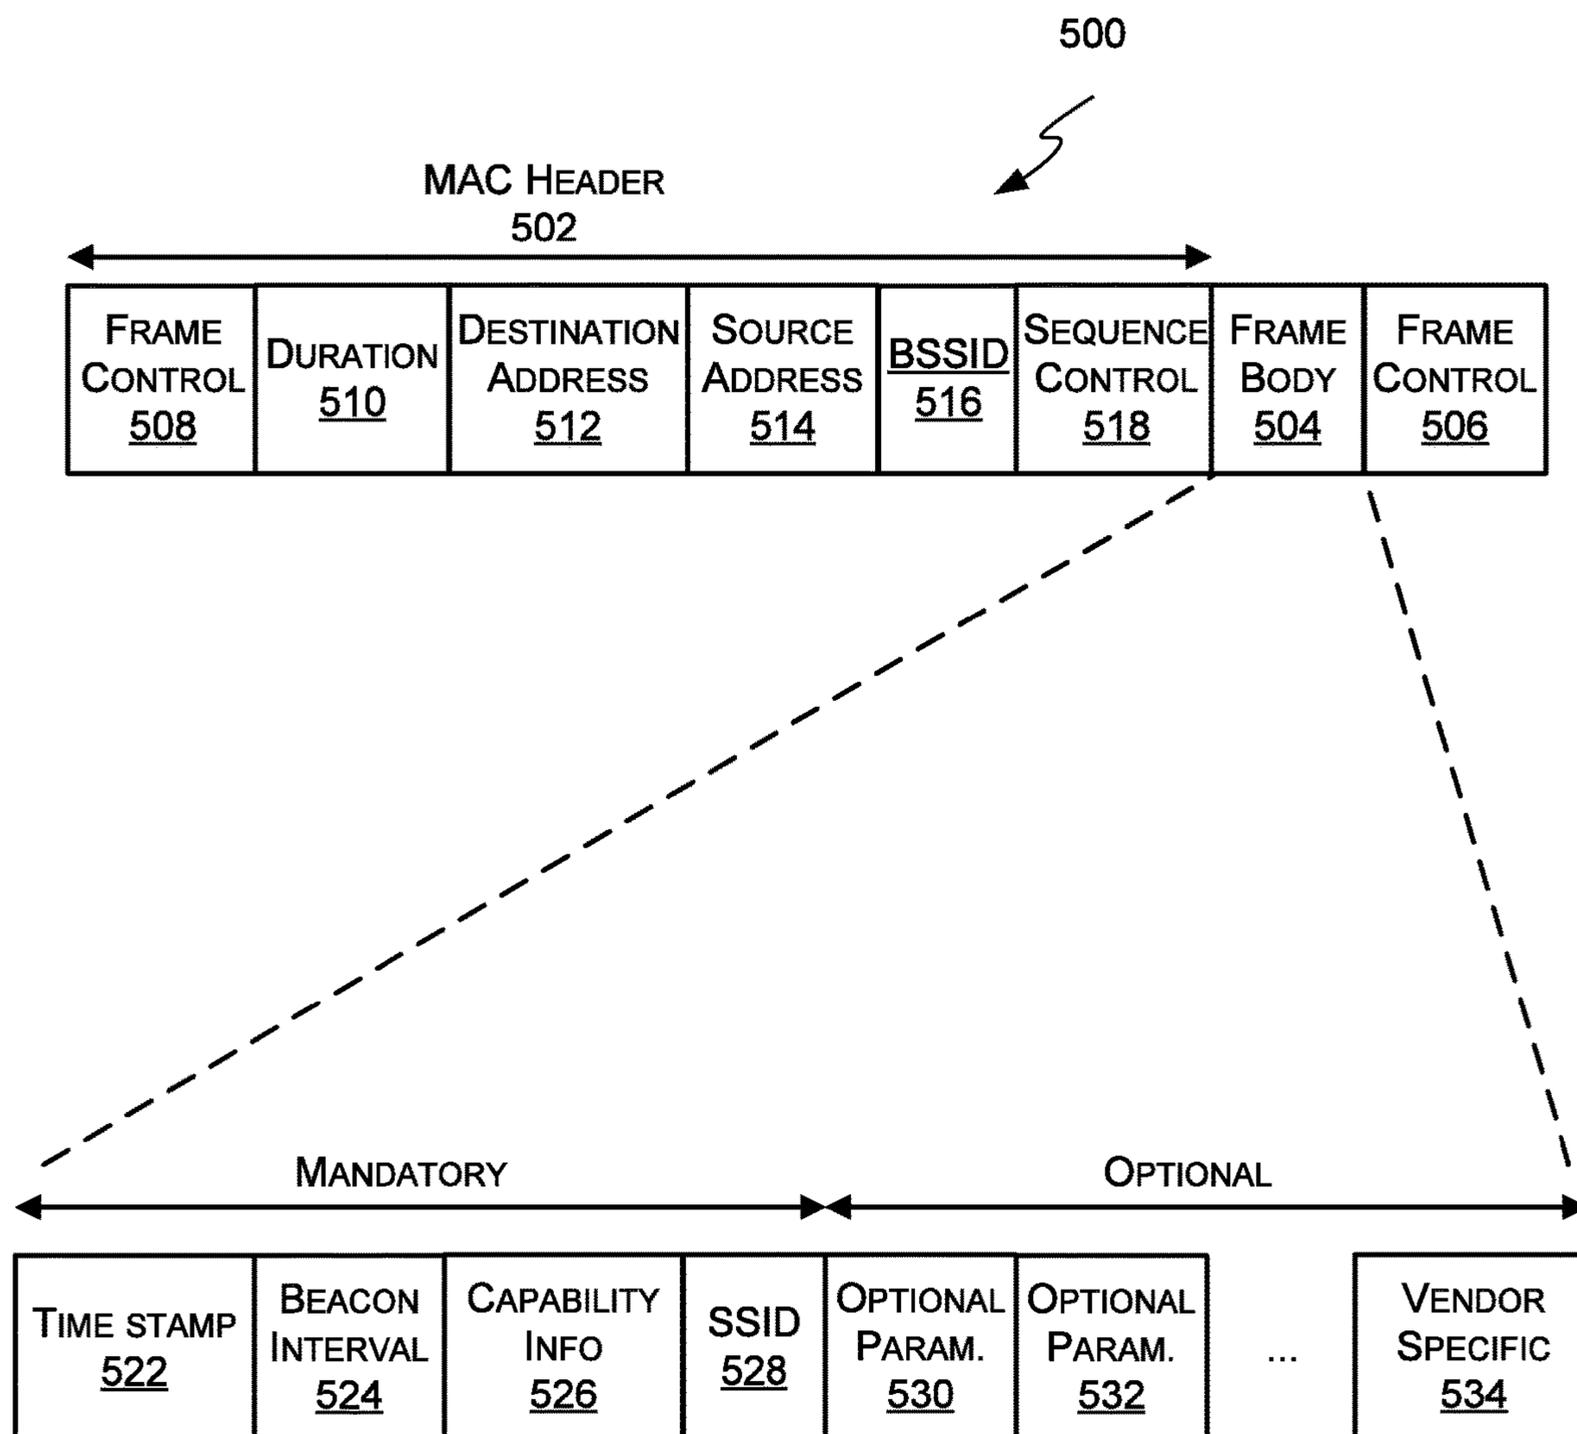 500
MAC HEADER
502
FRAME CONTROL 508
DURATION 510
DESTINATION ADDRESS 512
SOURCE ADDRESS 514
BSSID 516
SEQUENCE CONTROL 518
FRAME BODY 504
FRAME CONTROL 506
MANDATORY
OPTIONAL
TIME STAMP 522
BEACON INTERVAL 524
CAPABILITY INFO 526
SSID 528
OPTIONAL PARAM. 530
OPTIONAL PARAM. 532
...
VENDOR SPECIFIC 534